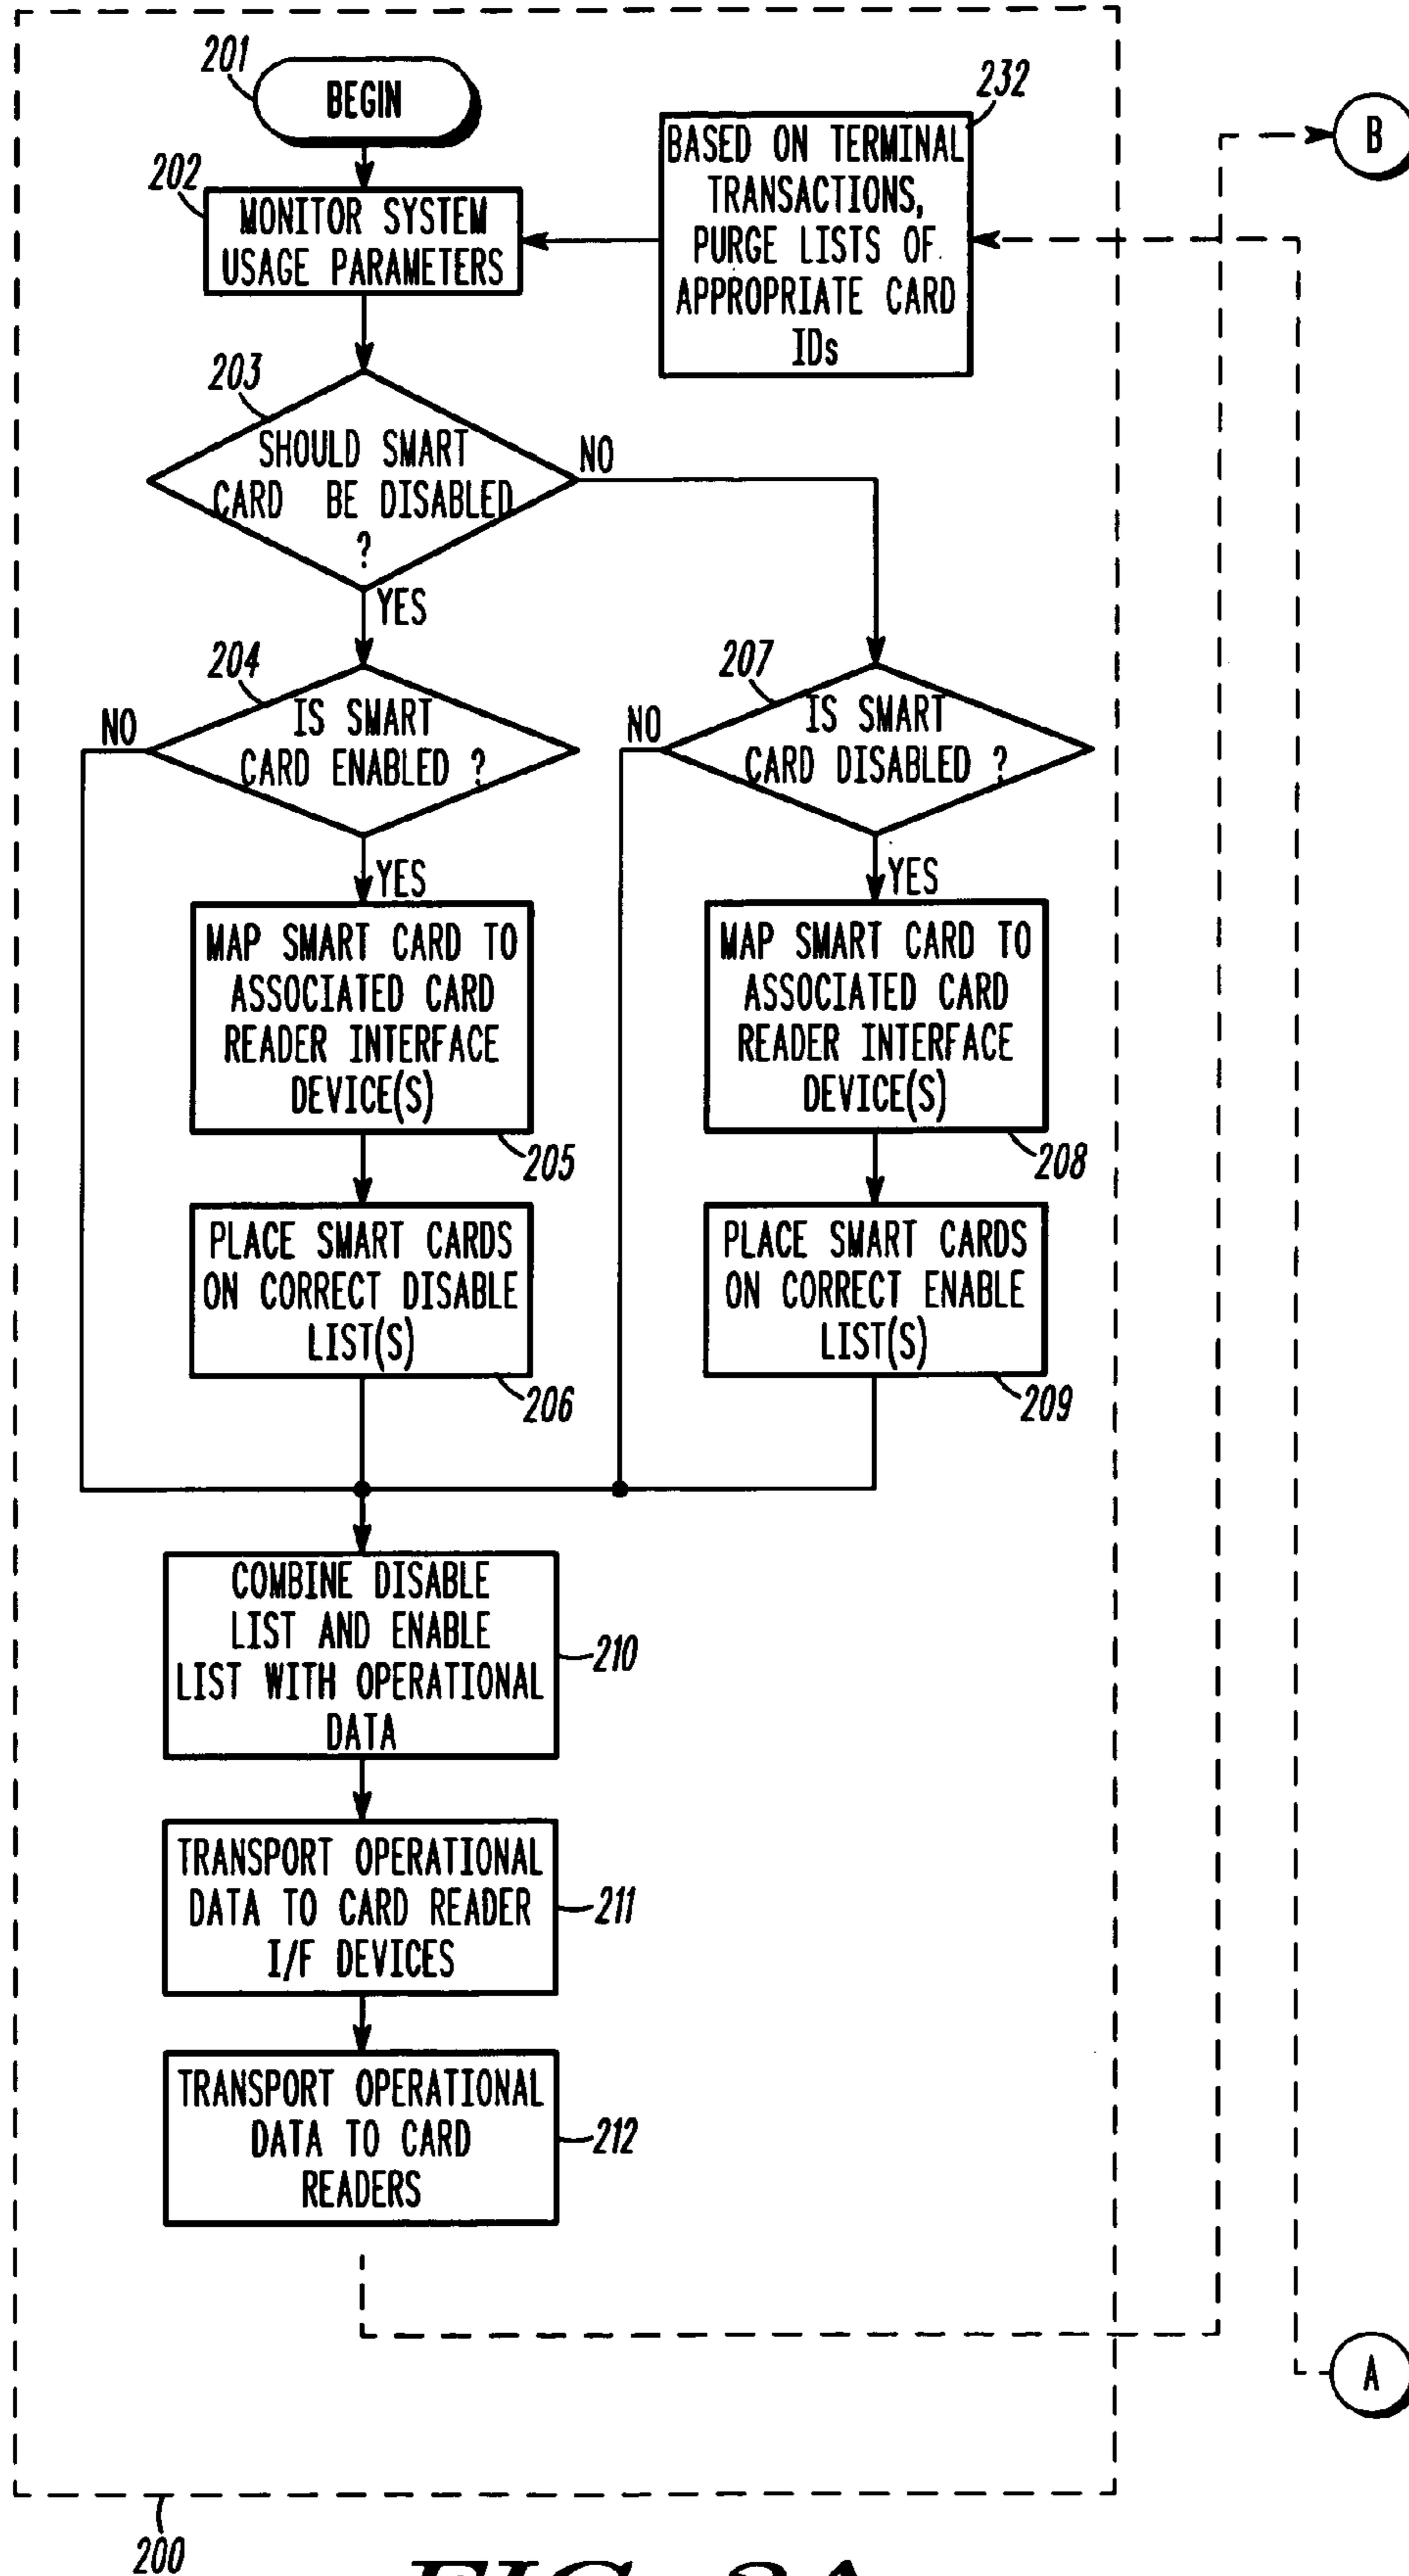 201
BEGIN
232
BASED ON TERMINAL
TRANSACTIONS,
PURGE LISTS OF
APPROPRIATE CARD
IDs
B
202
MONITOR SYSTEM
USAGE PARAMETERS
203
SHOULD SMART
CARD BE DISABLED
?
NO
YES
204
IS SMART
CARD ENABLED ?
NO
YES
207
IS SMART
CARD DISABLED ?
NO
YES
MAP SMART CARD TO
ASSOCIATED CARD
READER INTERFACE
DEVICE(S)
205
MAP SMART CARD TO
ASSOCIATED CARD
READER INTERFACE
DEVICE(S)
208
PLACE SMART CARDS
ON CORRECT DISABLE
LIST(S)
206
PLACE SMART CARDS
ON CORRECT ENABLE
LIST(S)
209
COMBINE DISABLE
LIST AND ENABLE
LIST WITH OPERATIONAL
DATA
210
TRANSPORT OPERATIONAL
DATA TO CARD READER
I/F DEVICES
211
TRANSPORT OPERATIONAL
DATA TO CARD
READERS
212
A
200